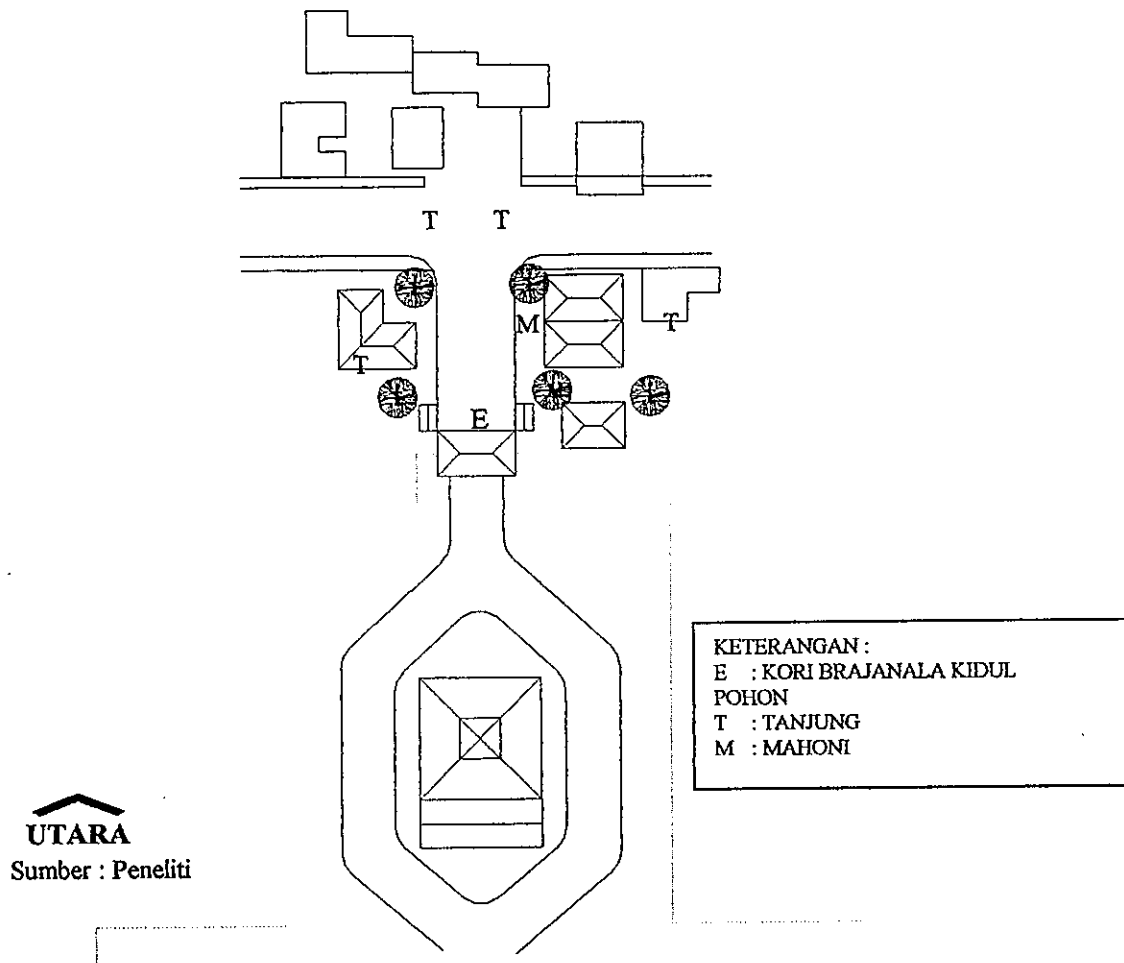 T T
M
T
T
E
KETERANGAN :
E : KORI BRAJANALA KIDUL
POHON
T : TANJUNG
M : MAHONI
UTARA
Sumber : Peneliti